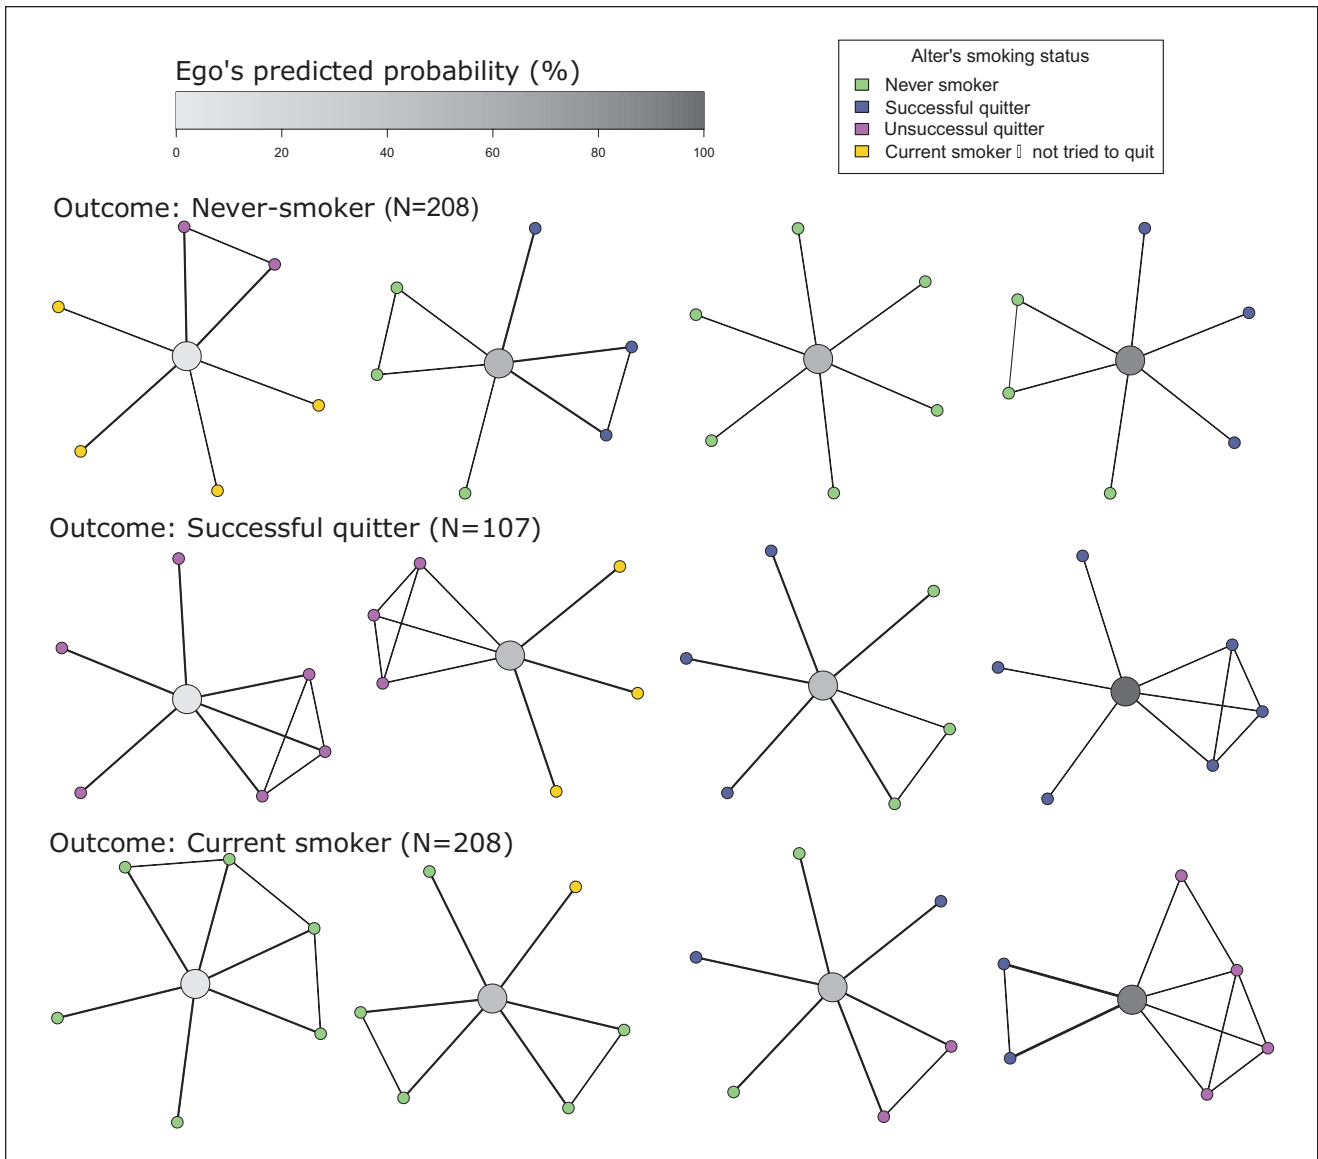 Ego's predicted probability (%)
0 20 40 60 80 100
Alter's smoking status
Never smoker
Successful quitter
Unsuccessul quitter
Current smoker ▯ not tried to quit
Outcome: Never-smoker (N=208)
Outcome: Successful quitter (N=107)
Outcome: Current smoker (N=208)